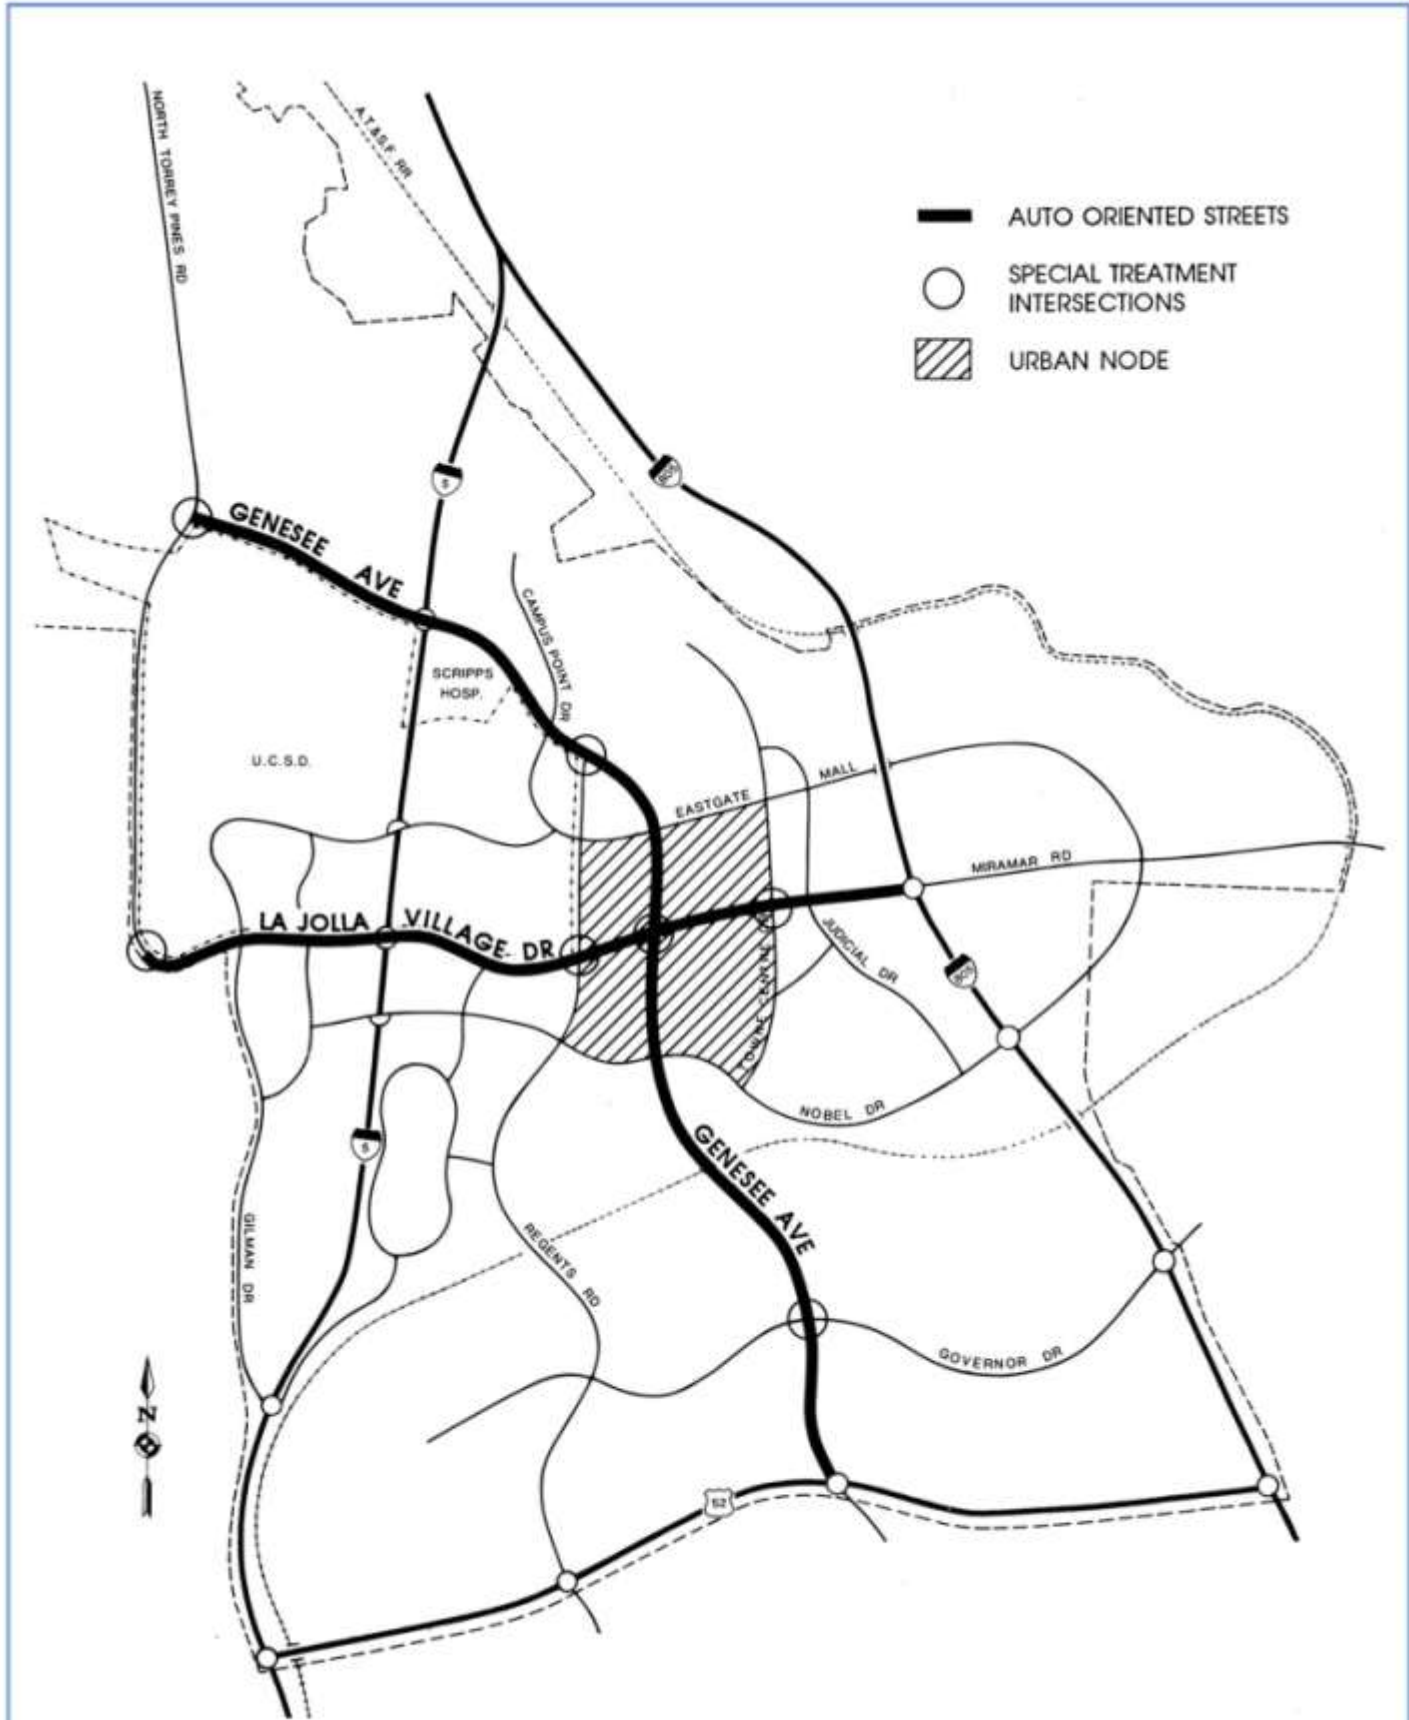 NORTH TORREY PINES RD
A.T.&S.F. RR
AUTO ORIENTED STREETS
SPECIAL TREATMENT
INTERSECTIONS
URBAN NODE
5
805
GENESEE AVE
CAMPUS POINT DR
SCRIPPS
HOSP.
U.C.S.D.
EASTGATE MALL
MIRAMAR RD
LA JOLLA VILLAGE DR
JUDICIAL DR
805
TOWNE CENTRE
NOBEL DR
5
GENESEE AVE
GILMAN DR
REGENTS RD
GOVERNOR DR
N
52